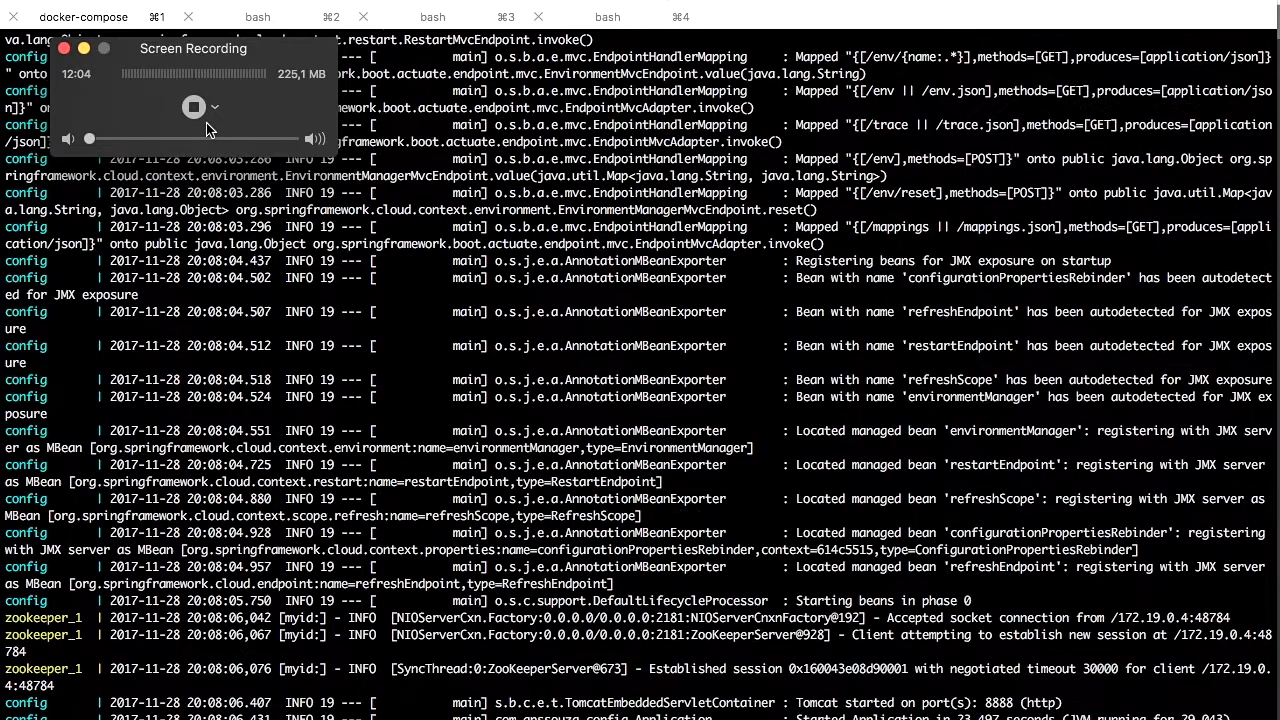 docker-compose ⌘1 bash ⌘2 bash ⌘3 bash ⌘4
va.lang. t.restart.RestartMvcEndpoint.invoke()
Screen Recording
12:04 225,1 MB
config main] o.s.b.a.e.mvc.EndpointHandlerMapping : Mapped "{[/env/{name:.*}],methods=[GET],produces=[application/json]}
" onto work.boot.actuate.endpoint.mvc.EnvironmentMvcEndpoint.value(java.lang.String)
config main] o.s.b.a.e.mvc.EndpointHandlerMapping : Mapped "{[/env || /env.json],methods=[GET],produces=[application/jso
n]}" on work.boot.actuate.endpoint.mvc.EndpointMvcAdapter.invoke()
config main] o.s.b.a.e.mvc.EndpointHandlerMapping : Mapped "{[/trace || /trace.json],methods=[GET],produces=[application
/json]} gframework.boot.actuate.endpoint.mvc.EndpointMvcAdapter.invoke()
config | 2017-11-28 20:08:03.286 INFO 19 --- [ main] o.s.b.a.e.mvc.EndpointHandlerMapping : Mapped "{[/env],methods=[POST]}" onto public java.lang.Object org.sp
ringframework.cloud.context.environment.EnvironmentManagerMvcEndpoint.value(java.util.Map<java.lang.String, java.lang.String>)
config | 2017-11-28 20:08:03.286 INFO 19 --- [ main] o.s.b.a.e.mvc.EndpointHandlerMapping : Mapped "{[/env/reset],methods=[POST]}" onto public java.util.Map<jav
a.lang.String, java.lang.Object> org.springframework.cloud.context.environment.EnvironmentManagerMvcEndpoint.reset()
config | 2017-11-28 20:08:03.296 INFO 19 --- [ main] o.s.b.a.e.mvc.EndpointHandlerMapping : Mapped "{[/mappings || /mappings.json],methods=[GET],produces=[appli
cation/json]}" onto public java.lang.Object org.springframework.boot.actuate.endpoint.mvc.EndpointMvcAdapter.invoke()
config | 2017-11-28 20:08:04.437 INFO 19 --- [ main] o.s.j.e.a.AnnotationMBeanExporter : Registering beans for JMX exposure on startup
config | 2017-11-28 20:08:04.502 INFO 19 --- [ main] o.s.j.e.a.AnnotationMBeanExporter : Bean with name 'configurationPropertiesRebinder' has been autodetect
ed for JMX exposure
config | 2017-11-28 20:08:04.507 INFO 19 --- [ main] o.s.j.e.a.AnnotationMBeanExporter : Bean with name 'refreshEndpoint' has been autodetected for JMX expos
ure
config | 2017-11-28 20:08:04.512 INFO 19 --- [ main] o.s.j.e.a.AnnotationMBeanExporter : Bean with name 'restartEndpoint' has been autodetected for JMX expos
ure
config | 2017-11-28 20:08:04.518 INFO 19 --- [ main] o.s.j.e.a.AnnotationMBeanExporter : Bean with name 'refreshScope' has been autodetected for JMX exposure
config | 2017-11-28 20:08:04.524 INFO 19 --- [ main] o.s.j.e.a.AnnotationMBeanExporter : Bean with name 'environmentManager' has been autodetected for JMX ex
posure
config | 2017-11-28 20:08:04.551 INFO 19 --- [ main] o.s.j.e.a.AnnotationMBeanExporter : Located managed bean 'environmentManager': registering with JMX serv
er as MBean [org.springframework.cloud.context.environment:name=environmentManager,type=EnvironmentManager]
config | 2017-11-28 20:08:04.725 INFO 19 --- [ main] o.s.j.e.a.AnnotationMBeanExporter : Located managed bean 'restartEndpoint': registering with JMX server
as MBean [org.springframework.cloud.context.restart:name=restartEndpoint,type=RestartEndpoint]
config | 2017-11-28 20:08:04.880 INFO 19 --- [ main] o.s.j.e.a.AnnotationMBeanExporter : Located managed bean 'refreshScope': registering with JMX server as
MBean [org.springframework.cloud.context.scope.refresh:name=refreshScope,type=RefreshScope]
config | 2017-11-28 20:08:04.928 INFO 19 --- [ main] o.s.j.e.a.AnnotationMBeanExporter : Located managed bean 'configurationPropertiesRebinder': registering
with JMX server as MBean [org.springframework.cloud.context.properties:name=configurationPropertiesRebinder,context=614c5515,type=ConfigurationPropertiesRebinder]
config | 2017-11-28 20:08:04.957 INFO 19 --- [ main] o.s.j.e.a.AnnotationMBeanExporter : Located managed bean 'refreshEndpoint': registering with JMX server
as MBean [org.springframework.cloud.endpoint:name=refreshEndpoint,type=RefreshEndpoint]
config | 2017-11-28 20:08:05.750 INFO 19 --- [ main] o.s.c.support.DefaultLifecycleProcessor : Starting beans in phase 0
zookeeper_1 | 2017-11-28 20:08:06,042 [myid:] - INFO [NIOServerCxn.Factory:0.0.0.0/0.0.0.0:2181:NIOServerCnxnFactory@192] - Accepted socket connection from /172.19.0.4:48784
zookeeper_1 | 2017-11-28 20:08:06,067 [myid:] - INFO [NIOServerCxn.Factory:0.0.0.0/0.0.0.0:2181:ZooKeeperServer@928] - Client attempting to establish new session at /172.19.0.4:48
784
zookeeper_1 | 2017-11-28 20:08:06,076 [myid:] - INFO [SyncThread:0:ZooKeeperServer@673] - Established session 0x160043e08d90001 with negotiated timeout 30000 for client /172.19.0.
4:48784
config | 2017-11-28 20:08:06.407 INFO 19 --- [ main] s.b.c.e.t.TomcatEmbeddedServletContainer : Tomcat started on port(s): 8888 (http)
config | 2017-11-28 20:08:06.431 INFO 19 --- [ main] : Started Application in 23.497 seconds (JVM running for 29.043)